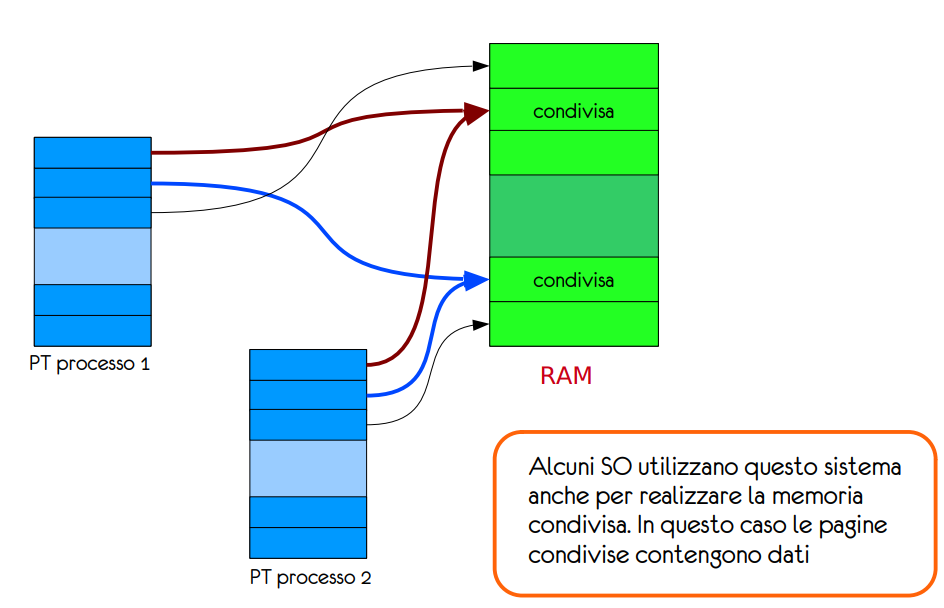 condivisa
condivisa
PT processo 1
RAM
PT processo 2
Alcuni SO utilizzano questo sistema
anche per realizzare la memoria
condivisa. In questo caso le pagine
condivise contengono dati